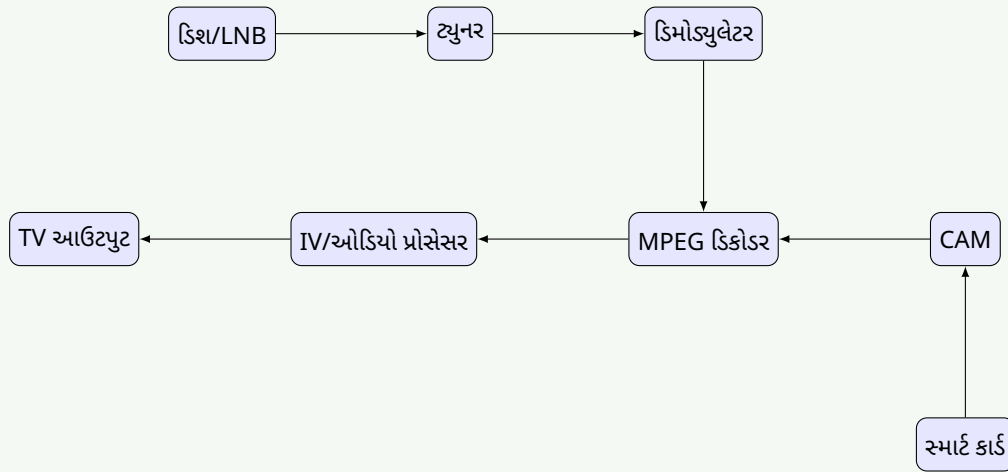 ડિશ/LNB
ટ્યુનર
ડિમોડ્યુલેટર
TV આઉટપુટ
IV/ઓડિયો પ્રોસેસર
MPEG ડિકોડર
CAM
સ્માર્ટ કાર્ડ